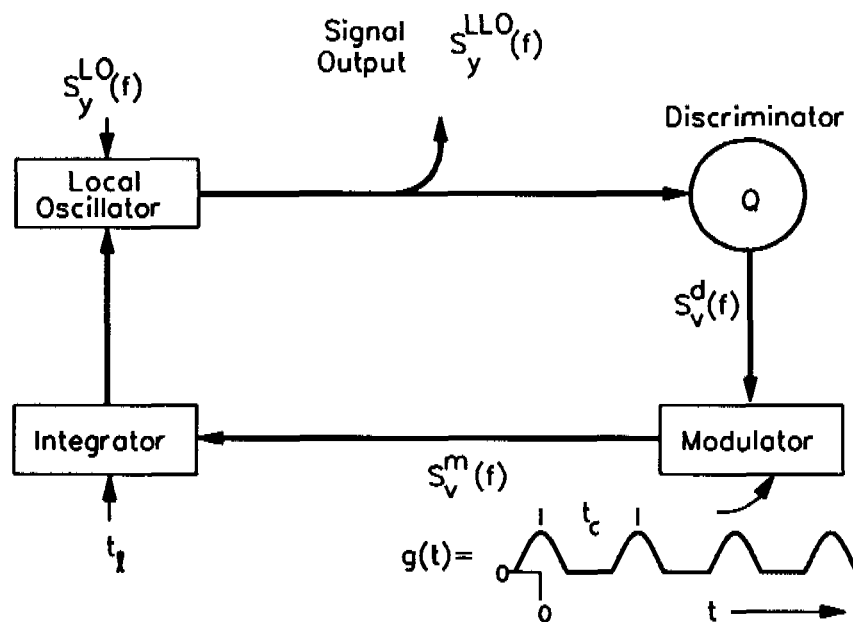 Signal
Output
S_y^LLO(f)
S_y^LO(f)
Discriminator
Local
Oscillator
Q
S_v^d(f)
Integrator
Modulator
S_v^m(f)
t_ℓ
1 t_c 1
g(t)=
0
0
t